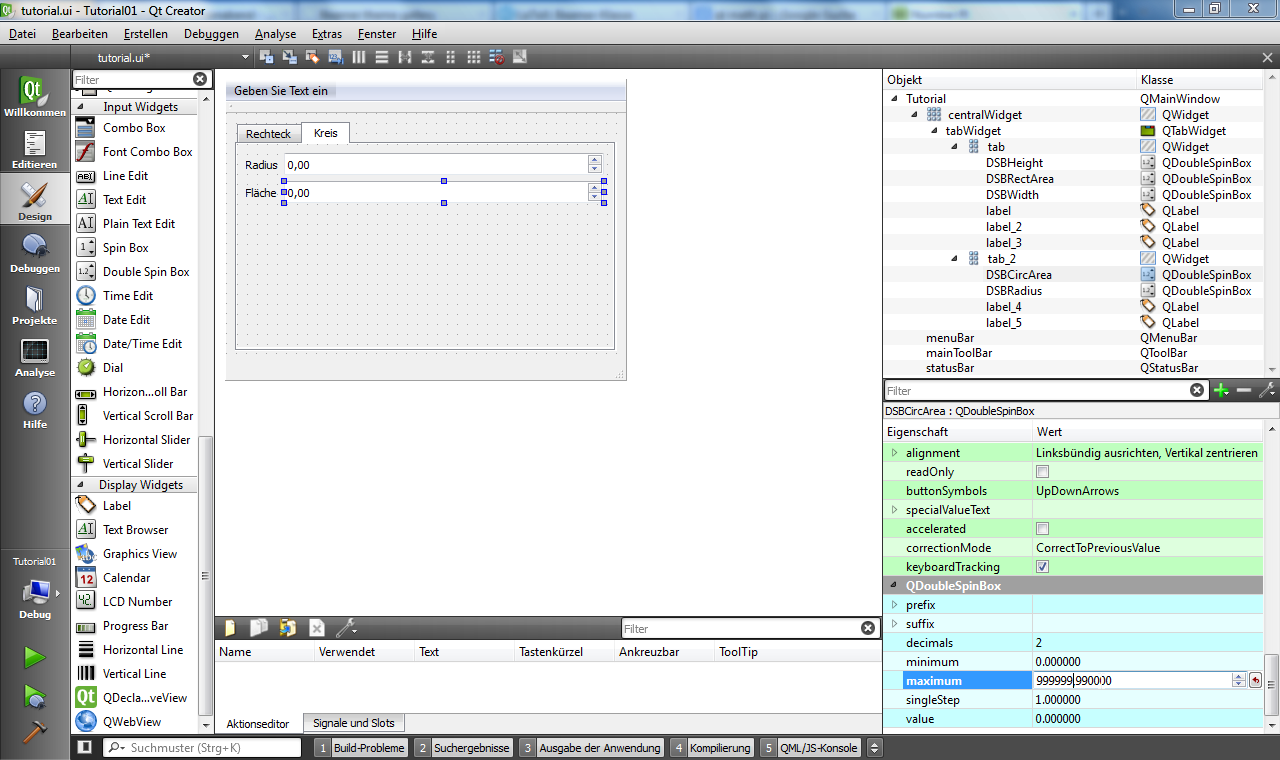 tutorial.ui - Tutorial01 - Qt Creator
Datei Bearbeiten Erstellen Debuggen Analyse Extras Fenster Hilfe
tutorial.ui*
Willkommen
Editieren
Design
Debuggen
Projekte
Analyse
Hilfe
Tutorial01
Debug
Filter
Input Widgets
Combo Box
Font Combo Box
Line Edit
Text Edit
Plain Text Edit
Spin Box
Double Spin Box
Time Edit
Date Edit
Date/Time Edit
Dial
Horizon...oll Bar
Vertical Scroll Bar
Horizontal Slider
Vertical Slider
Display Widgets
Label
Text Browser
Graphics View
Calendar
LCD Number
Progress Bar
Horizontal Line
Vertical Line
QDecla...veView
QWebView
Geben Sie Text ein
Rechteck Kreis
Radius 0,00
Fläche 0,00
Filter
Name Verwendet Text Tastenkürzel Ankreuzbar ToolTip
Aktionseditor Signale und Slots
Objekt Klasse
Tutorial QMainWindow
centralWidget QWidget
tabWidget QTabWidget
tab QWidget
DSBHeight QDoubleSpinBox
DSBRectArea QDoubleSpinBox
DSBWidth QDoubleSpinBox
label QLabel
label_2 QLabel
label_3 QLabel
tab_2 QWidget
DSBCircArea QDoubleSpinBox
DSBRadius QDoubleSpinBox
label_4 QLabel
label_5 QLabel
menuBar QMenuBar
mainToolBar QToolBar
statusBar QStatusBar
Filter
DSBCircArea : QDoubleSpinBox
Eigenschaft Wert
alignment Linksbündig ausrichten, Vertikal zentrieren
readOnly
buttonSymbols UpDownArrows
specialValueText
accelerated
correctionMode CorrectToPreviousValue
keyboardTracking
QDoubleSpinBox
prefix
suffix
decimals 2
minimum 0.000000
maximum 999999.990000
singleStep 1.000000
value 0.000000
Suchmuster (Strg+K) 1 Build-Probleme 2 Suchergebnisse 3 Ausgabe der Anwendung 4 Kompilierung 5 QML/JS-Konsole